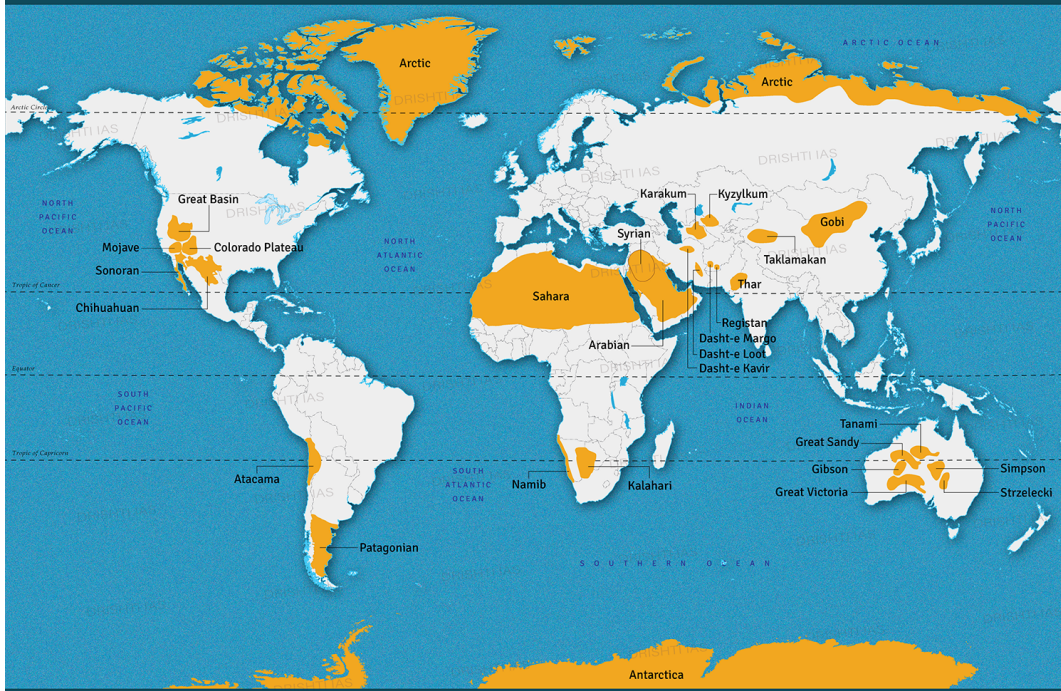 ARCTIC OCEAN
Arctic
Arctic
Arctic Circle
DRISHTI IAS
NORTH
PACIFIC
OCEAN
Great Basin
Mojave
Colorado Plateau
Sonoran
Chihuahuan
Tropic of Cancer
NORTH
ATLANTIC
OCEAN
Karakum
Kyzylkum
Syrian
Gobi
Taklamakan
NORTH
PACIFIC
OCEAN
Sahara
Thar
Arabian
Registan
Dasht-e Margo
Dasht-e Loot
Dasht-e Kavir
Equator
SOUTH
PACIFIC
OCEAN
INDIAN
OCEAN
Tropic of Capricorn
Atacama
SOUTH
ATLANTIC
OCEAN
Namib
Kalahari
Tanami
Great Sandy
Gibson
Simpson
Great Victoria
Strzelecki
Patagonian
SOUTHERN OCEAN
Antarctica